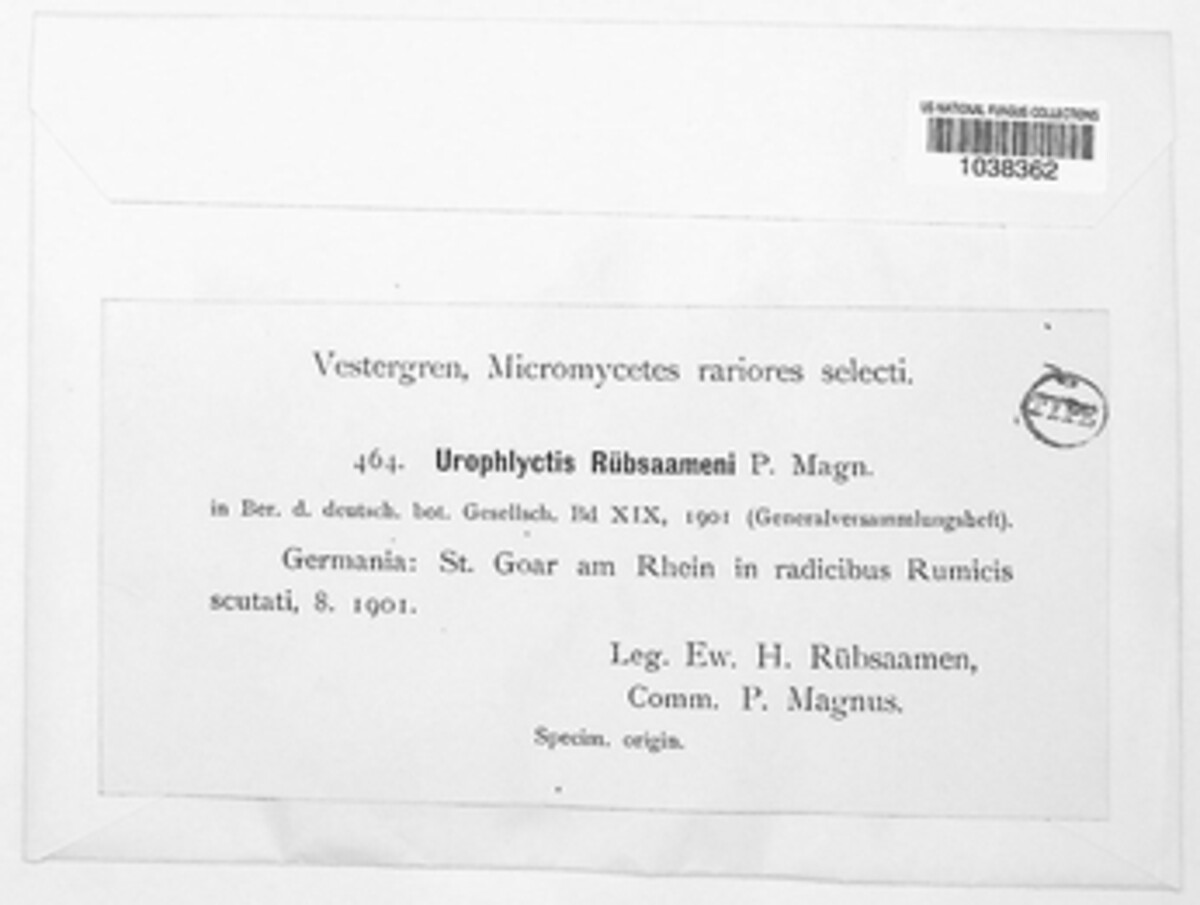 US NATIONAL FUNGUS COLLECTIONS
1038362
Vestergren, Micromycetes rariores selecti.
TYPE
464. Urophlyctis Rübsaameni P. Magn.
in Ber. d. deutsch. bot. Gesellsch. Bd XIX, 1901 (Generalversammlungsheft).
Germania: St. Goar am Rhein in radicibus Rumicis
scutati, 8. 1901.
Leg. Ew. H. Rübsaamen,
Comm. P. Magnus.
Specim. origin.